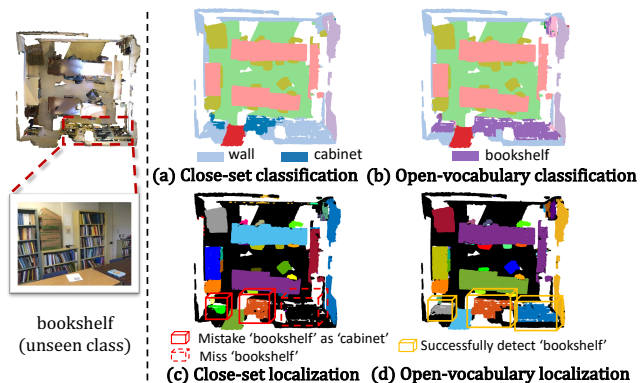 wall
cabinet
bookshelf
(a) Close-set classification
(b) Open-vocabulary classification
bookshelf
(unseen class)
Mistake ‘bookshelf’ as ‘cabinet’
Miss ‘bookshelf’
Successfully detect ‘bookshelf’
(c) Close-set localization
(d) Open-vocabulary localization